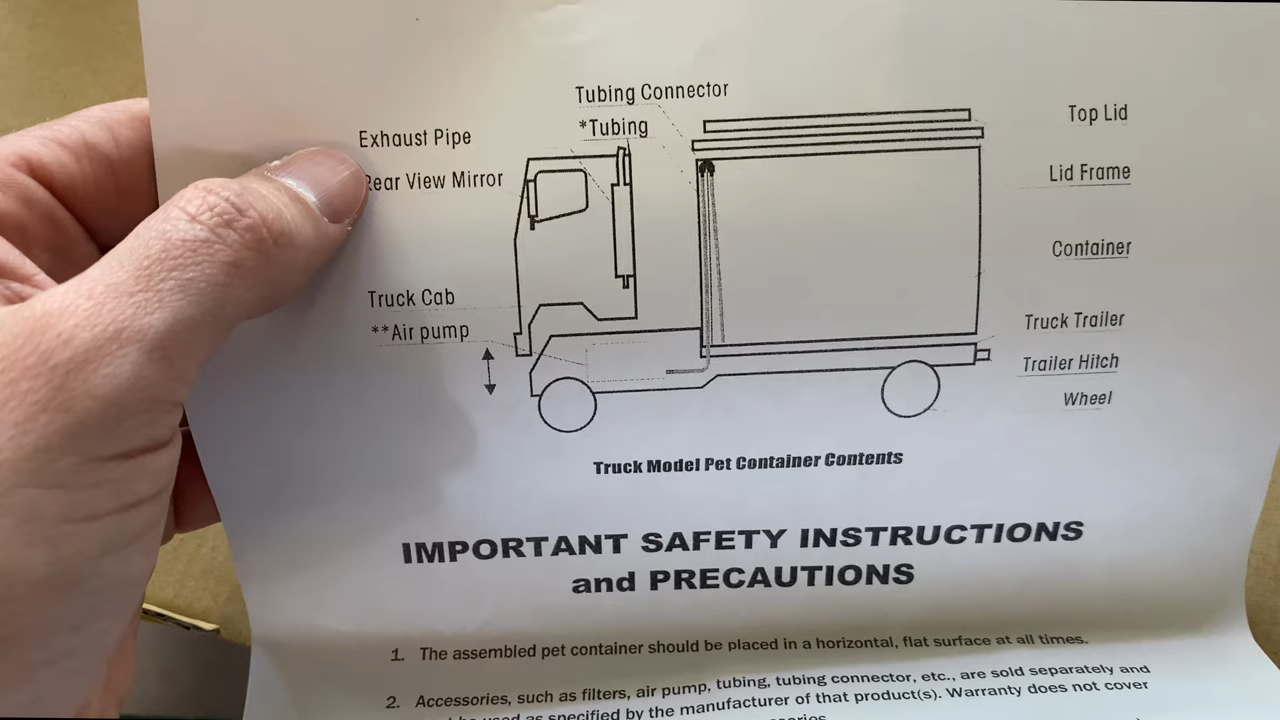 Tubing Connector
*Tubing
Exhaust Pipe
Rear View Mirror
Truck Cab
**Air pump
Top Lid
Lid Frame
Container
Truck Trailer
Trailer Hitch
Wheel
Truck Model Pet Container Contents
IMPORTANT SAFETY INSTRUCTIONS
and PRECAUTIONS
1. The assembled pet container should be placed in a horizontal, flat surface at all times.
2. Accessories, such as filters, air pump, tubing, tubing connector, etc., are sold separately and
used as specified by the manufacturer of that product(s). Warranty does not cover